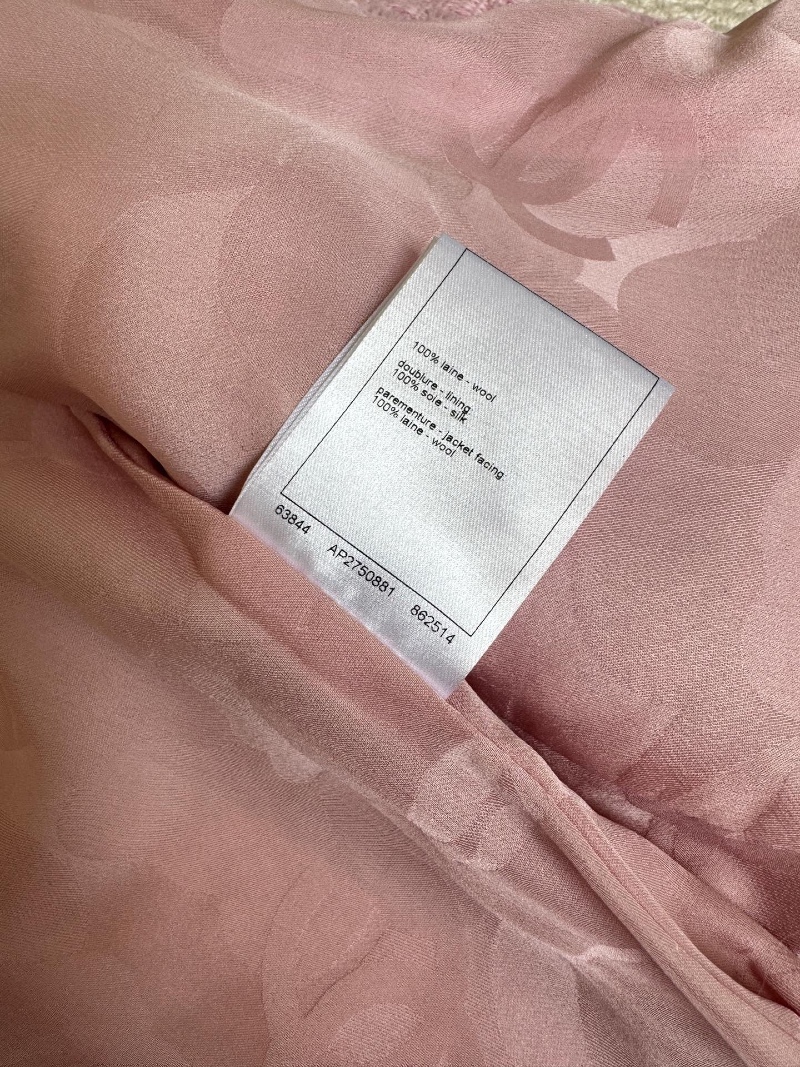 100% laine - wool
doublure - lining
100% soie - silk
parementure - jacket facing
100% laine - wool
63844 AP2750881 862514